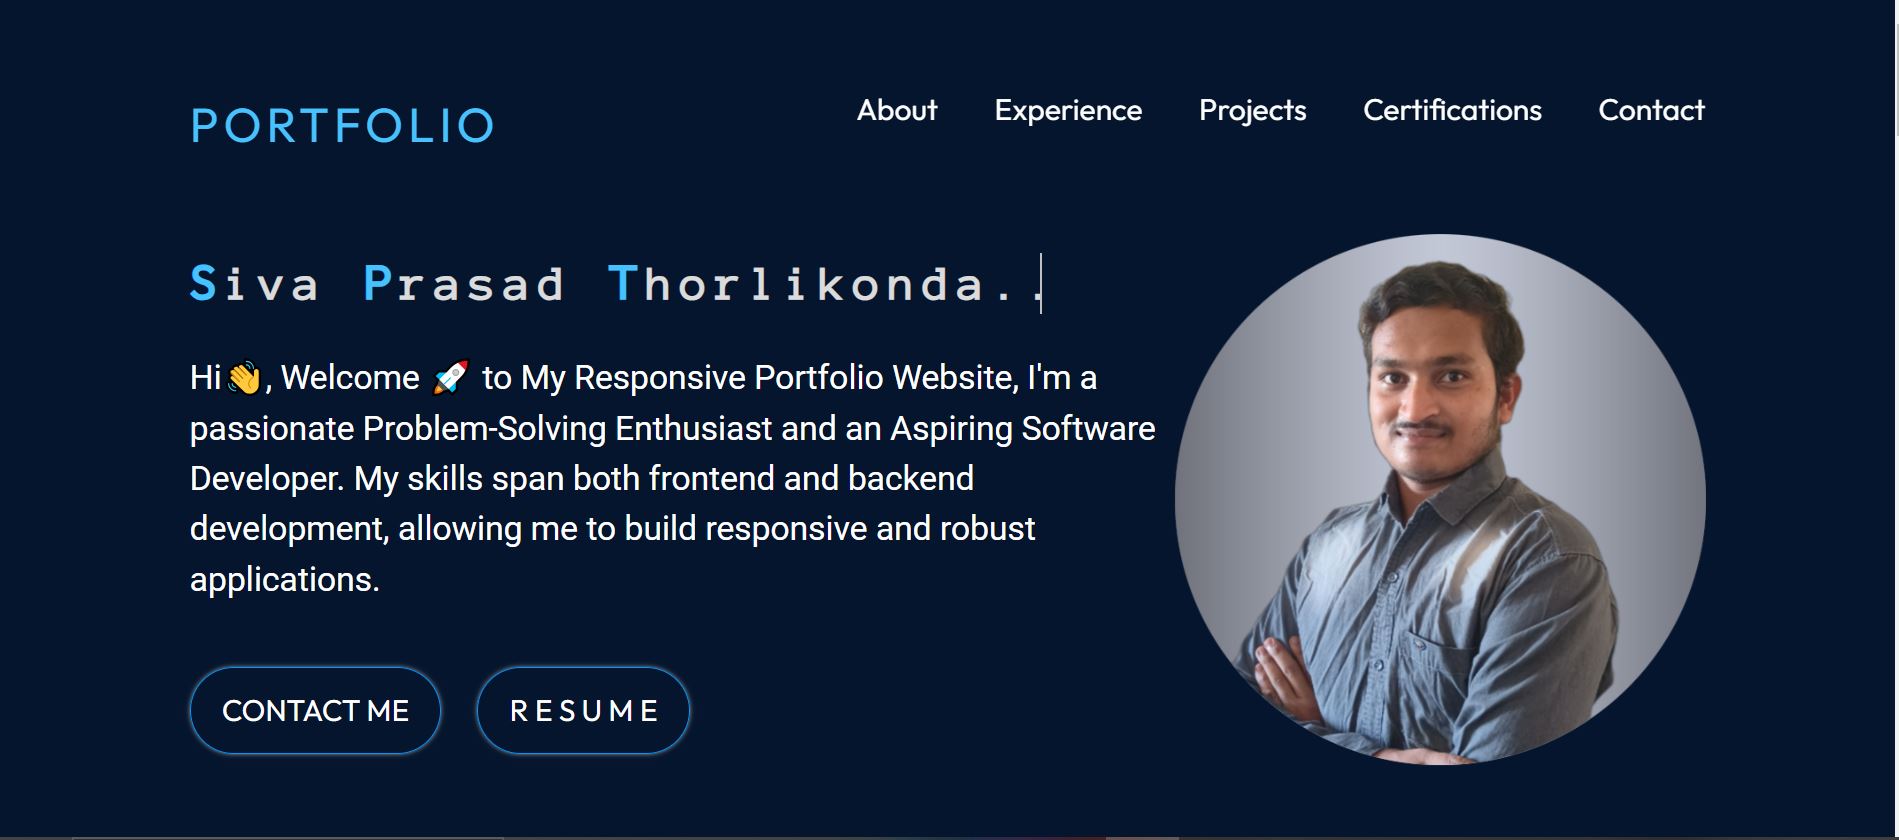 PORTFOLIO
About Experience Projects Certifications Contact
Siva Prasad Thorlikonda..
Hi👋, Welcome 🚀 to My Responsive Portfolio Website, I'm a
passionate Problem-Solving Enthusiast and an Aspiring Software
Developer. My skills span both frontend and backend
development, allowing me to build responsive and robust
applications.
CONTACT ME
RESUME